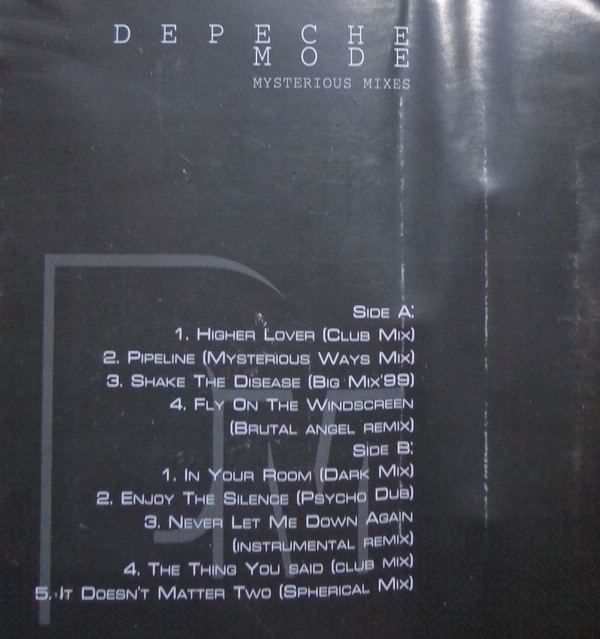 DEPECHE
MODE
MYSTERIOUS MIXES
SIDE A:
1. HIGHER LOVER (CLUB MIX)
2. PIPELINE (MYSTERIOUS WAYS MIX)
3. SHAKE THE DISEASE (BIG MIX'99)
4. FLY ON THE WINDSCREEN
(BRUTAL ANGEL REMIX)
SIDE B:
1. IN YOUR ROOM (DARK MIX)
2. ENJOY THE SILENCE (PSYCHO DUB)
3. NEVER LET ME DOWN AGAIN
(INSTRUMENTAL REMIX)
4. THE THING YOU SAID (CLUB MIX)
5. IT DOESN'T MATTER TWO (SPHERICAL MIX)